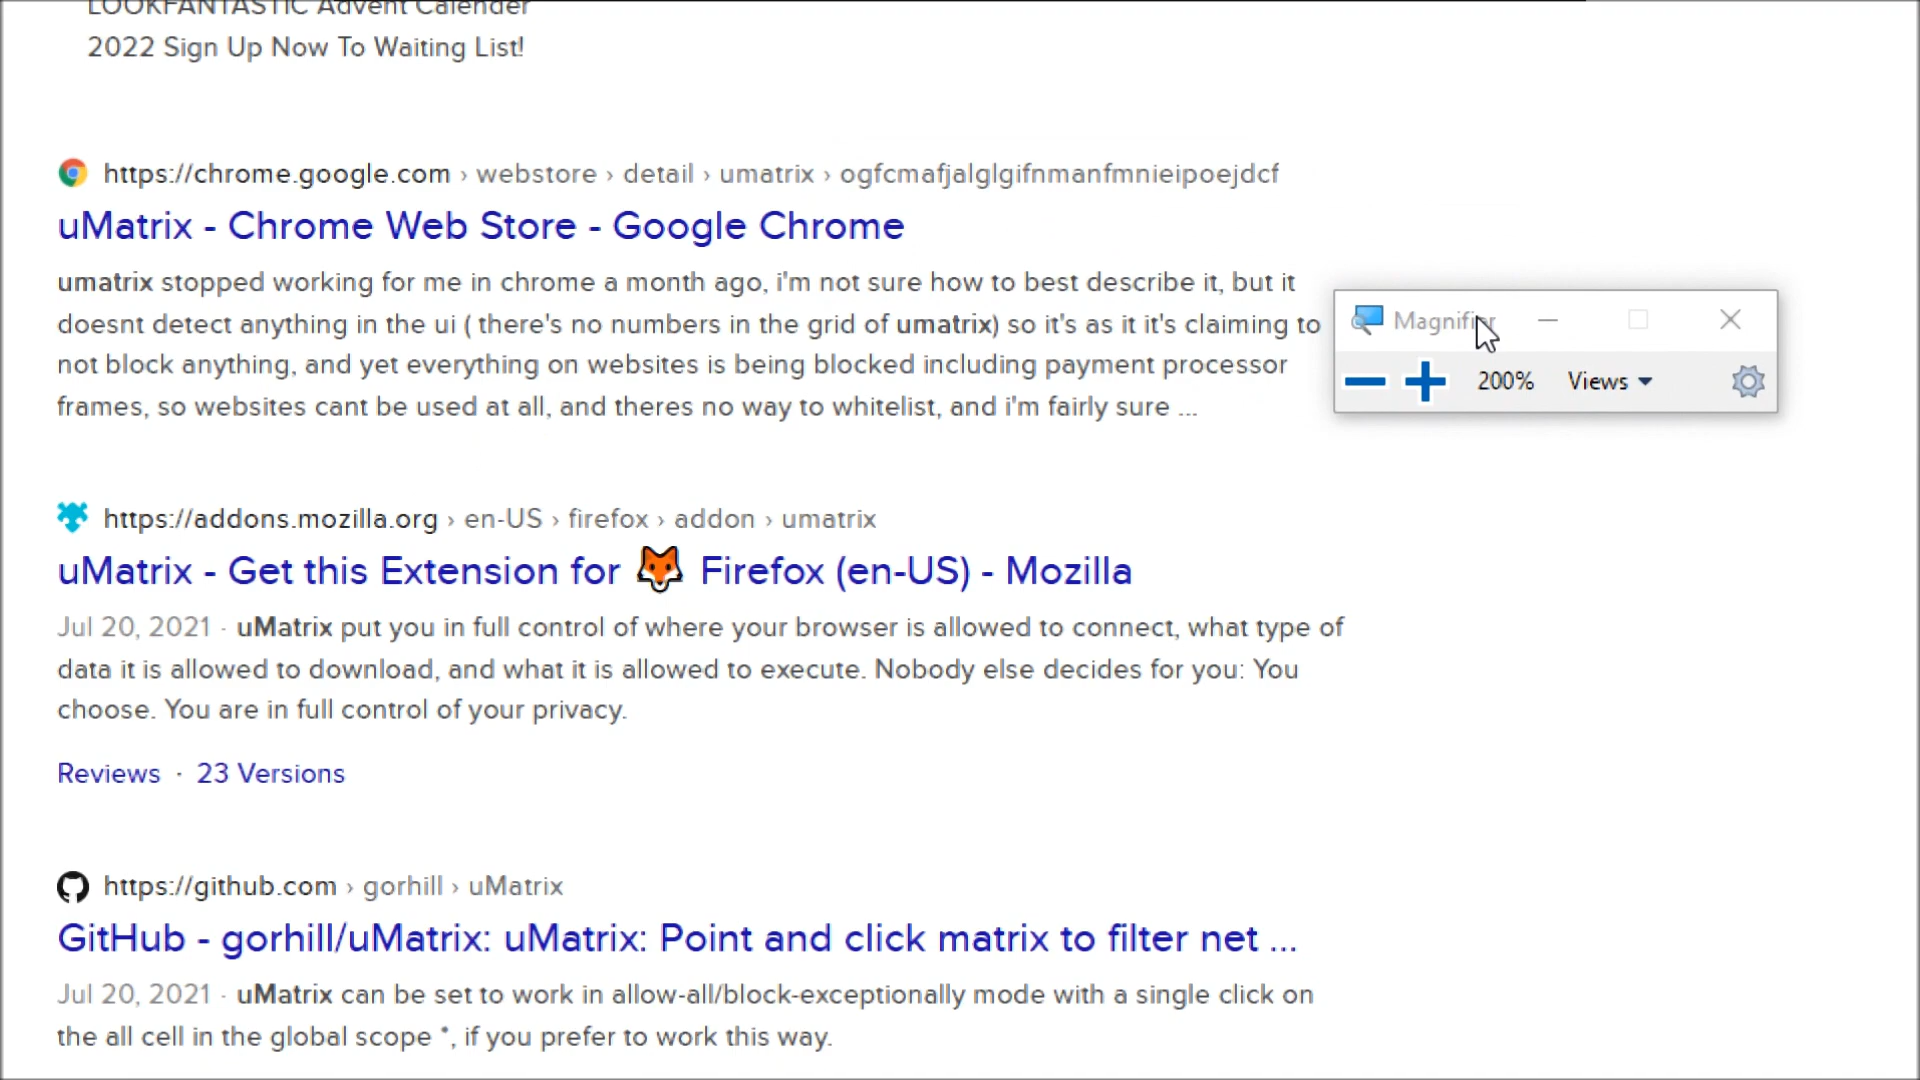 LOOKFANTASTIC Advent Calender
2022 Sign Up Now To Waiting List!
https://chrome.google.com › webstore › detail › umatrix › ogfcmafjalglgifnmanfmnieipoejdcf
uMatrix - Chrome Web Store - Google Chrome
umatrix stopped working for me in chrome a month ago, i'm not sure how to best describe it, but it
doesnt detect anything in the ui ( there's no numbers in the grid of umatrix) so it's as it it's claiming to
not block anything, and yet everything on websites is being blocked including payment processor
frames, so websites cant be used at all, and theres no way to whitelist, and i'm fairly sure ...
Magnifier
200% Views
https://addons.mozilla.org › en-US › firefox › addon › umatrix
uMatrix - Get this Extension for 🦊 Firefox (en-US) - Mozilla
Jul 20, 2021 · uMatrix put you in full control of where your browser is allowed to connect, what type of
data it is allowed to download, and what it is allowed to execute. Nobody else decides for you: You
choose. You are in full control of your privacy.
Reviews · 23 Versions
https://github.com › gorhill › uMatrix
GitHub - gorhill/uMatrix: uMatrix: Point and click matrix to filter net ...
Jul 20, 2021 · uMatrix can be set to work in allow-all/block-exceptionally mode with a single click on
the all cell in the global scope *, if you prefer to work this way.